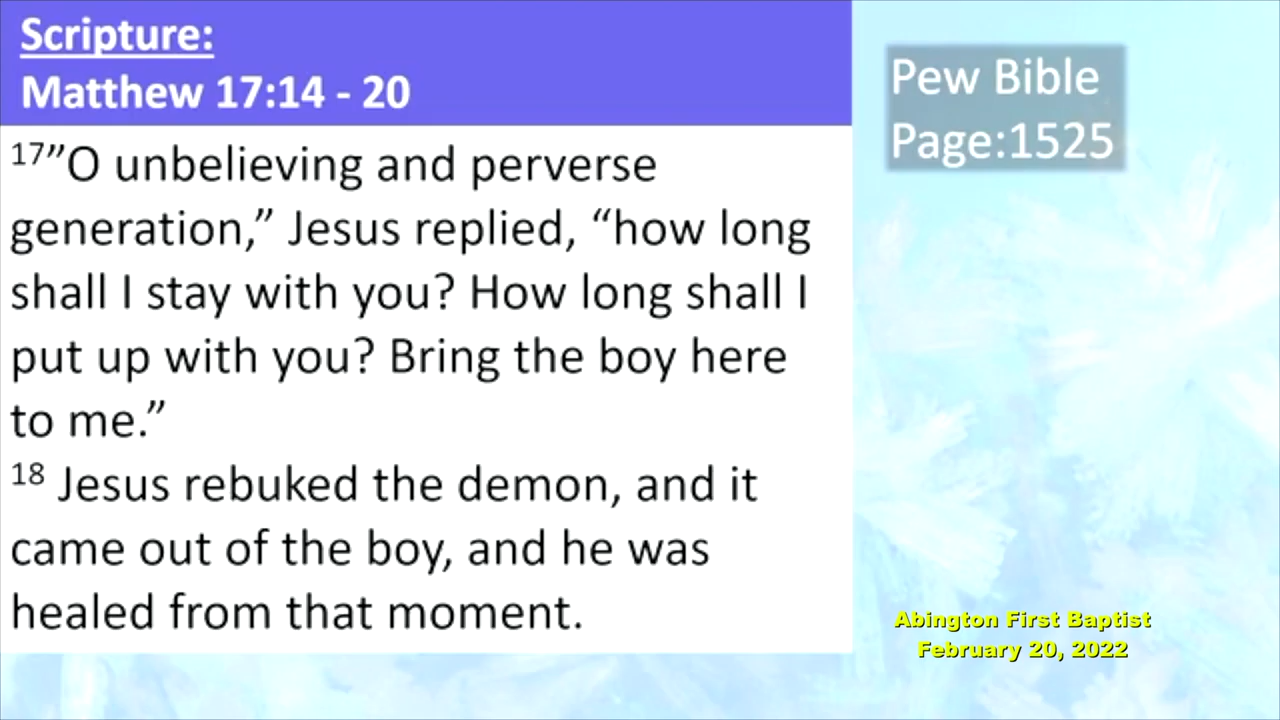 Scripture:
Matthew 17:14 - 20
17”O unbelieving and perverse
generation,” Jesus replied, “how long
shall I stay with you? How long shall I
put up with you? Bring the boy here
to me.”
18 Jesus rebuked the demon, and it
came out of the boy, and he was
healed from that moment.
Pew Bible
Page:1525
Abington First Baptist
February 20, 2022